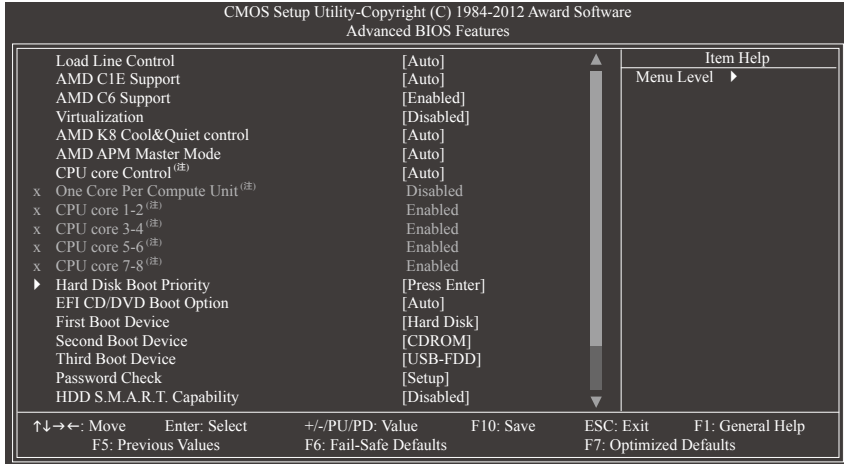 CMOS Setup Utility-Copyright (C) 1984-2012 Award Software
Advanced BIOS Features
Load Line Control [Auto]
AMD C1E Support [Auto]
AMD C6 Support [Enabled]
Virtualization [Disabled]
AMD K8 Cool&Quiet control [Auto]
AMD APM Master Mode [Auto]
CPU core Control(注) [Auto]
x One Core Per Compute Unit(注) Disabled
x CPU core 1-2(注) Enabled
x CPU core 3-4(注) Enabled
x CPU core 5-6(注) Enabled
x CPU core 7-8(注) Enabled
Hard Disk Boot Priority [Press Enter]
EFI CD/DVD Boot Option [Auto]
First Boot Device [Hard Disk]
Second Boot Device [CDROM]
Third Boot Device [USB-FDD]
Password Check [Setup]
HDD S.M.A.R.T. Capability [Disabled]
Item Help
Menu Level
↑↓→←: Move Enter: Select +/-/PU/PD: Value F10: Save ESC: Exit F1: General Help
F5: Previous Values F6: Fail-Safe Defaults F7: Optimized Defaults